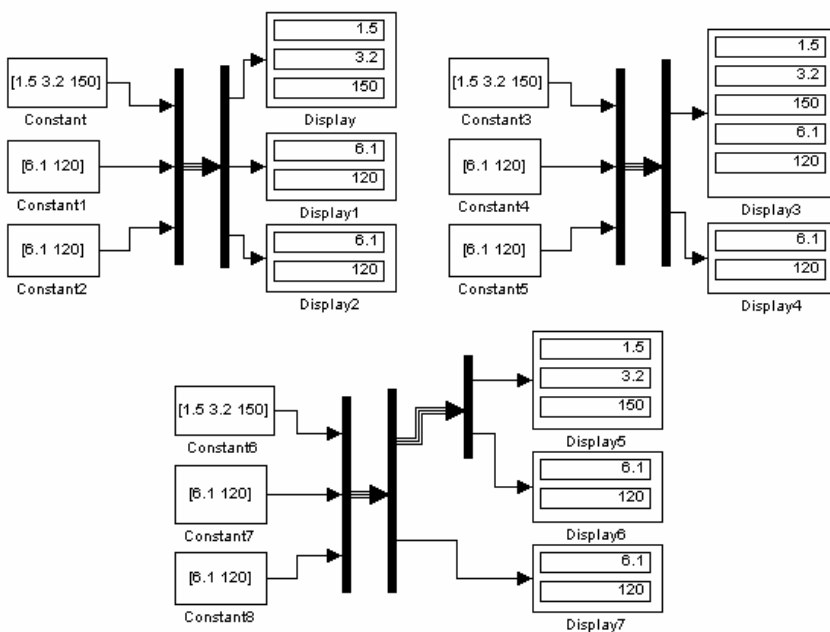 [1.5 3.2 150]
Constant
[6.1 120]
Constant1
[6.1 120]
Constant2
1.5
3.2
150
Display
6.1
120
Display1
6.1
120
Display2
[1.5 3.2 150]
Constant3
[6.1 120]
Constant4
[6.1 120]
Constant5
1.5
3.2
150
6.1
120
Display3
6.1
120
Display4
[1.5 3.2 150]
Constant6
[6.1 120]
Constant7
[6.1 120]
Constant8
1.5
3.2
150
Display5
6.1
120
Display6
6.1
120
Display7